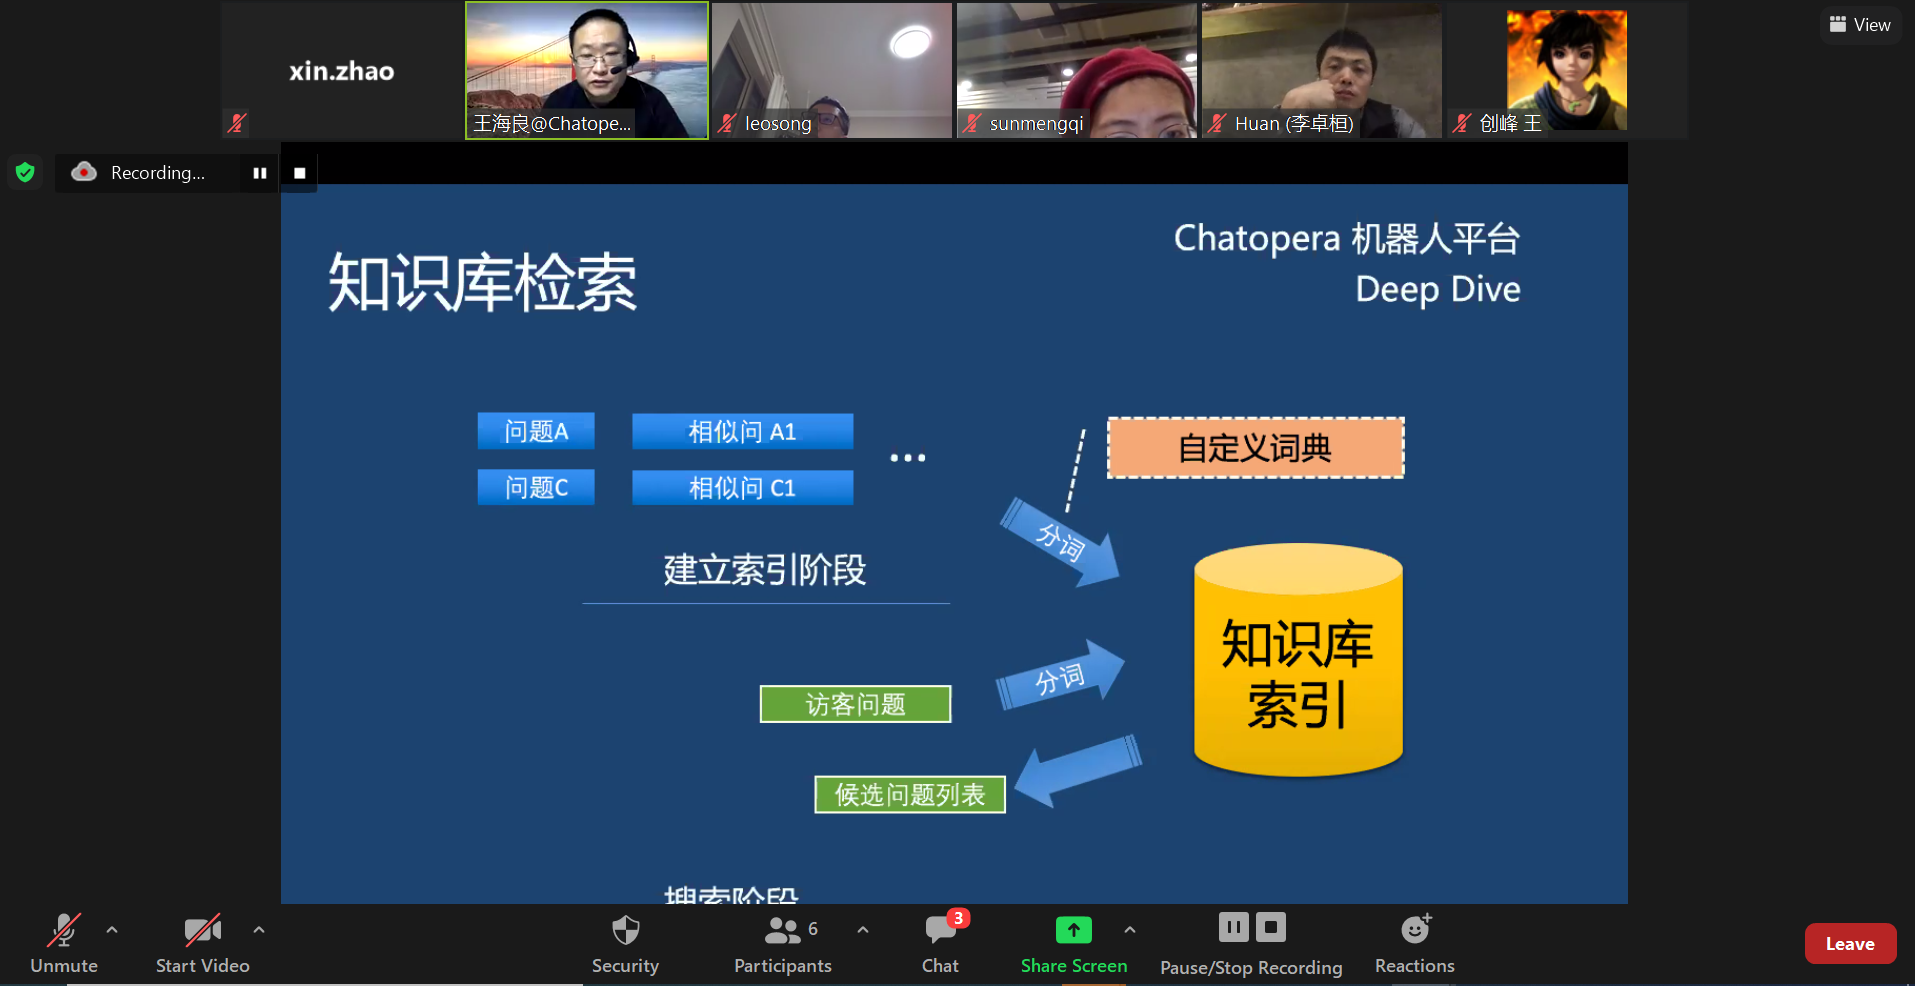 xin.zhao
王海良@Chatope...
leosong
sunmengqi
Huan (李卓桓)
创峰 王
View
Recording...
Chatopera 机器人平台
Deep Dive
知识库检索
问题A
相似问 A1
...
自定义词典
问题C
相似问 C1
分词
建立索引阶段
知识库
索引
分词
访客问题
候选问题列表
搜索阶段
Unmute
Start Video
Security
6
Participants
3
Chat
Share Screen
Pause/Stop Recording
Reactions
Leave